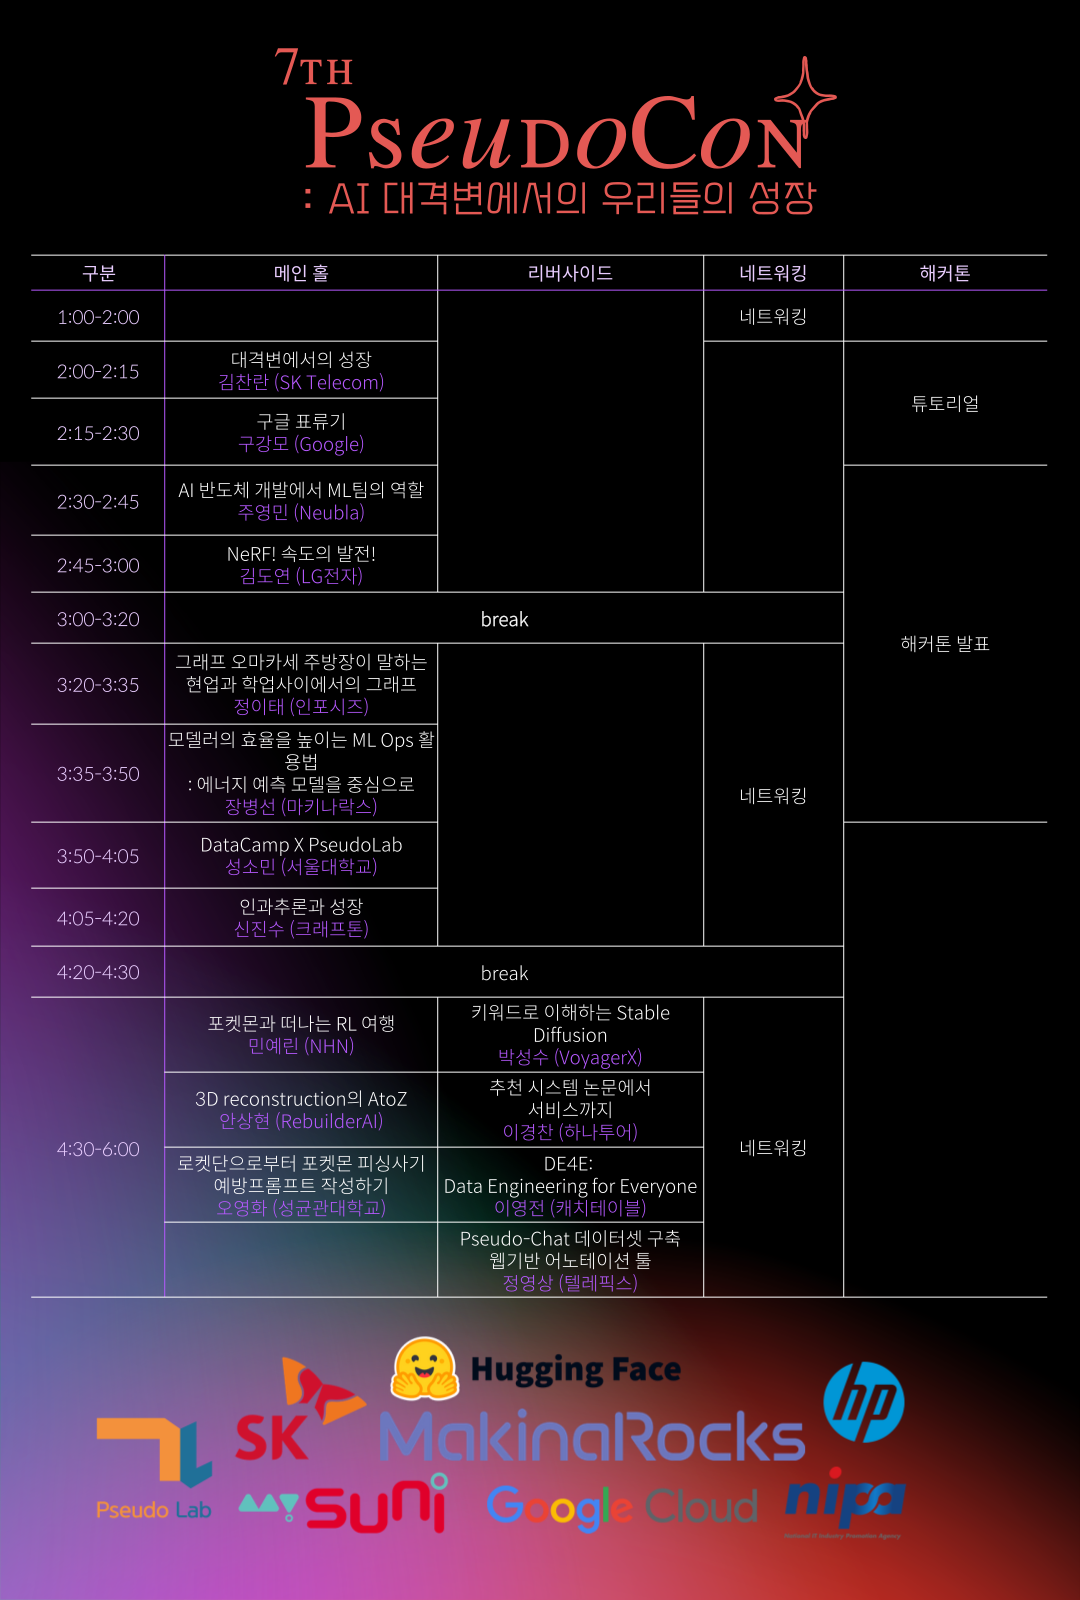 7TH
PseudoCon
: AI 대격변에서의 우리들의 성장
구분
메인 홀
리버사이드
네트워킹
해커톤
1:00-2:00
네트워킹
2:00-2:15
대격변에서의 성장
김찬란 (SK Telecom)
튜토리얼
2:15-2:30
구글 표류기
구강모 (Google)
2:30-2:45
AI 반도체 개발에서 ML팀의 역할
주영민 (Neubla)
해커톤 발표
2:45-3:00
NeRF! 속도의 발전!
김도연 (LG전자)
3:00-3:20
break
3:20-3:35
그래프 오마카세 주방장이 말하는
현업과 학업사이에서의 그래프
정이태 (인포시즈)
네트워킹
3:35-3:50
모델러의 효율을 높이는 ML Ops 활
용법
: 에너지 예측 모델을 중심으로
장병선 (마키나락스)
3:50-4:05
DataCamp X PseudoLab
성소민 (서울대학교)
4:05-4:20
인과추론과 성장
신진수 (크래프톤)
4:20-4:30
break
4:30-6:00
포켓몬과 떠나는 RL 여행
민예린 (NHN)
키워드로 이해하는 Stable
Diffusion
박성수 (VoyagerX)
네트워킹
3D reconstruction의 AtoZ
안상현 (RebuilderAI)
추천 시스템 논문에서
서비스까지
이경찬 (하나투어)
로켓단으로부터 포켓몬 피싱사기
예방프롬프트 작성하기
오영화 (성균관대학교)
DE4E:
Data Engineering for Everyone
이영전 (캐치테이블)
Pseudo-Chat 데이터셋 구축
웹기반 어노테이션 툴
정영상 (텔레픽스)
Hugging Face
SK
hp
MakinaRocks
Pseudo Lab
mySUNI
Google Cloud
nipa
National IT Industry Promotion Agency